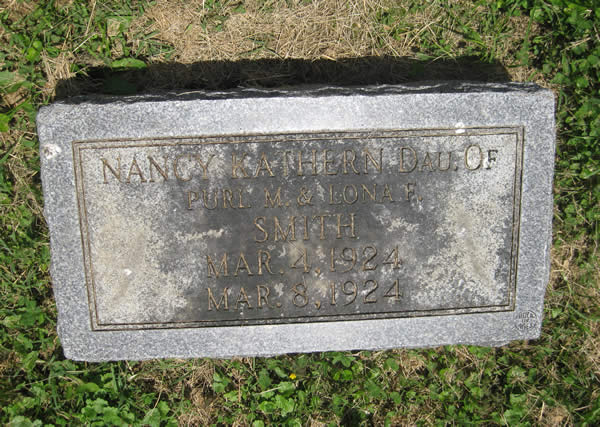 NANCY KATHERN DAU. OF
PURL M. & LONA F.
SMITH
MAR. 4, 1924
MAR. 8, 1924